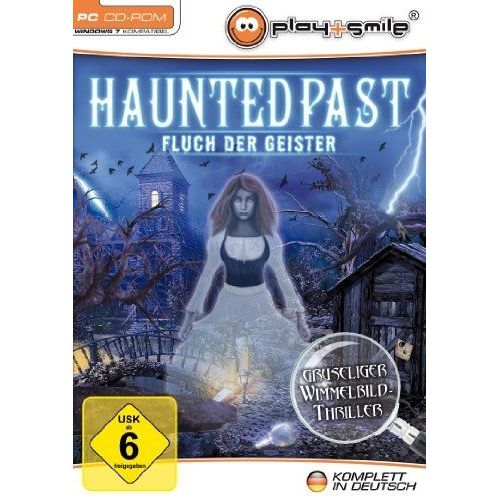 PC CD-ROM
WINDOWS 7 KOMPATIBEL
play+smile®
HAUNTED PAST
FLUCH DER GEISTER
GRUSELIGER
WIMMELBILD-
THRILLER
USK
ab
6
freigegeben
KOMPLETT
IN DEUTSCH